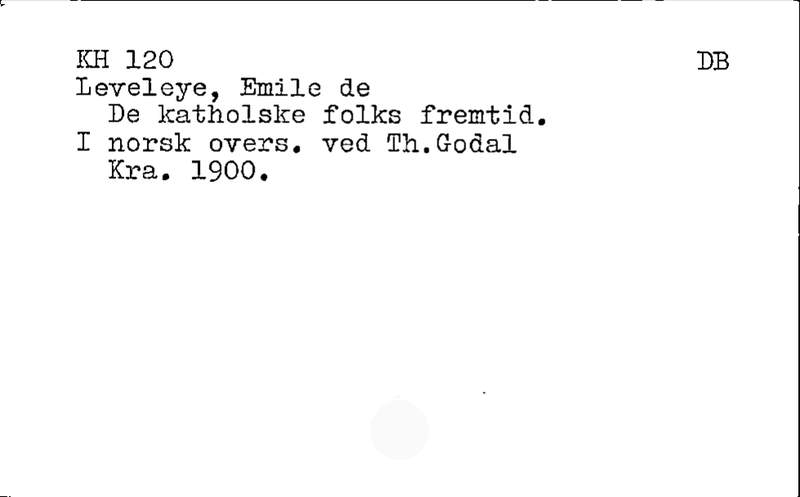 KH 120 DB
Leveleye, Emile de
De katholske folks fremtid.
I norsk overs. ved Th.Godal
Kra. 1900.